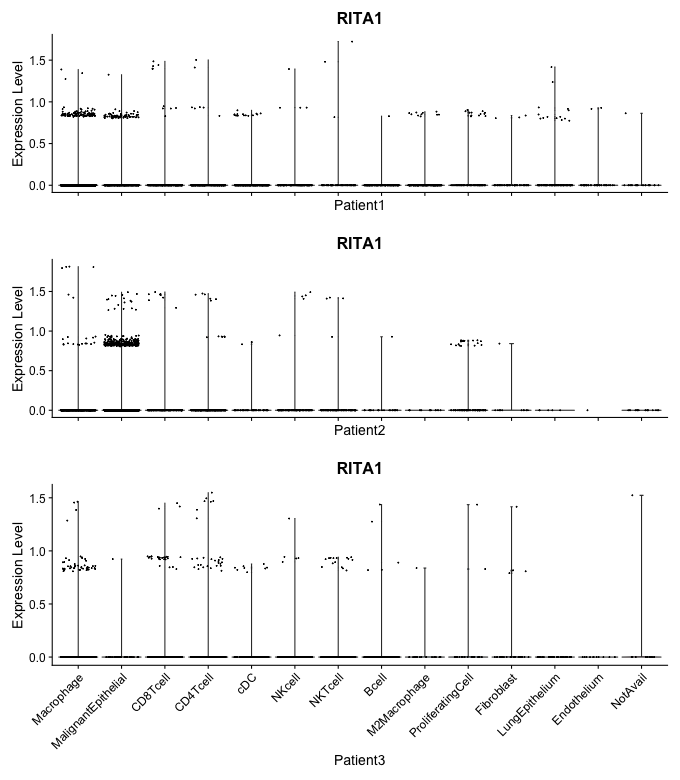 RITA1
Expression Level
1.5
1.0
0.5
0.0
Patient1
RITA1
Expression Level
1.5
1.0
0.5
0.0
Patient2
RITA1
Expression Level
1.5
1.0
0.5
0.0
Macrophage
MalignantEpithelial
CD8Tcell
CD4Tcell
cDC
NKcell
NKTcell
Bcell
M2Macrophage
ProliferatingCell
Fibroblast
LungEpithelium
Endothelium
NotAvail
Patient3